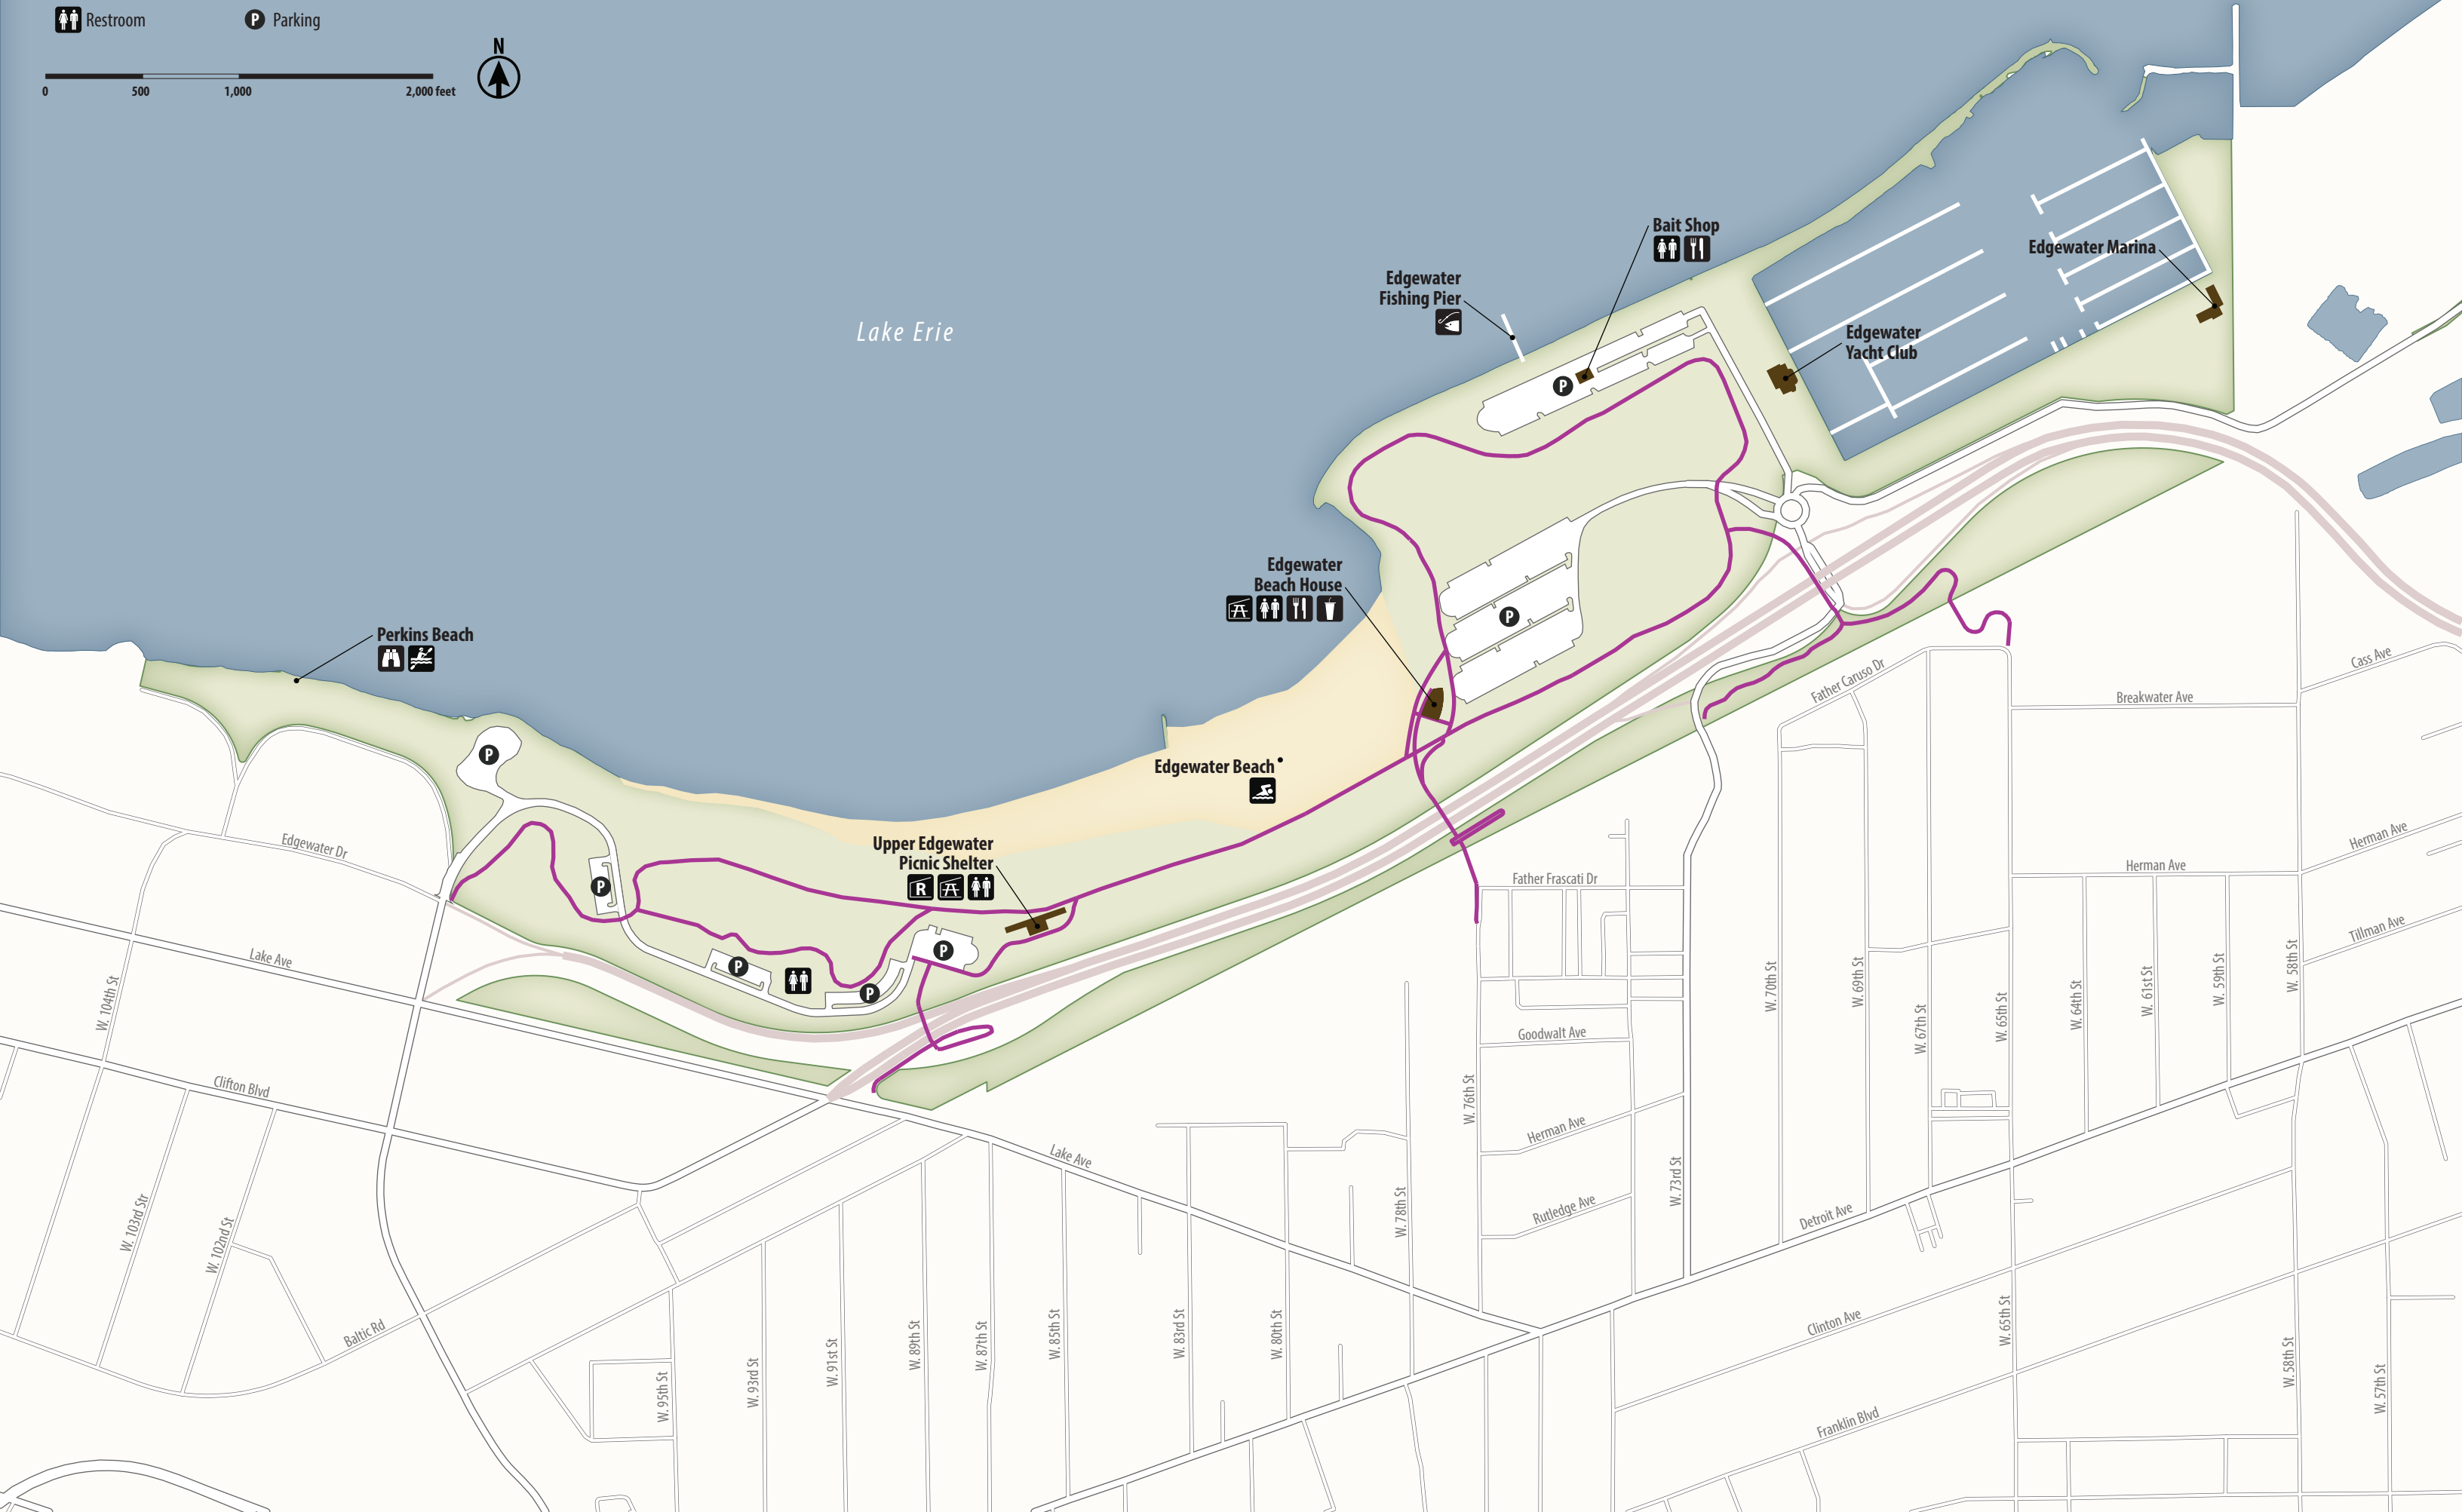 Restroom
P Parking
N
0 500 1,000 2,000 feet
Bait Shop
Edgewater Marina
Edgewater
Fishing Pier
Lake Erie
Edgewater
Yacht Club
P
Edgewater
Beach House
P
Perkins Beach
Father Caruso Dr
Cass Ave
Breakwater Ave
P
Edgewater Beach
Edgewater Dr
Upper Edgewater
Picnic Shelter
R
P
Herman Ave
Herman Ave
Father Frascati Dr
Tillman Ave
Lake Ave
P
P
P
W. 104th St
W. 70th St
W. 69th St
W. 67th St
W. 65th St
W. 64th St
W. 61st St
W. 59th St
W. 58th St
Goodwalt Ave
Clifton Blvd
W. 76th St
Herman Ave
Lake Ave
W. 73rd St
Rutledge Ave
W. 78th St
Detroit Ave
W. 103rd Str
W. 102nd St
Baltic Rd
Clinton Ave
W. 95th St
W. 93rd St
W. 91st St
W. 89th St
W. 87th St
W. 85th St
W. 83rd St
W. 80th St
W. 65th St
W. 58th St
W. 57th St
Franklin Blvd